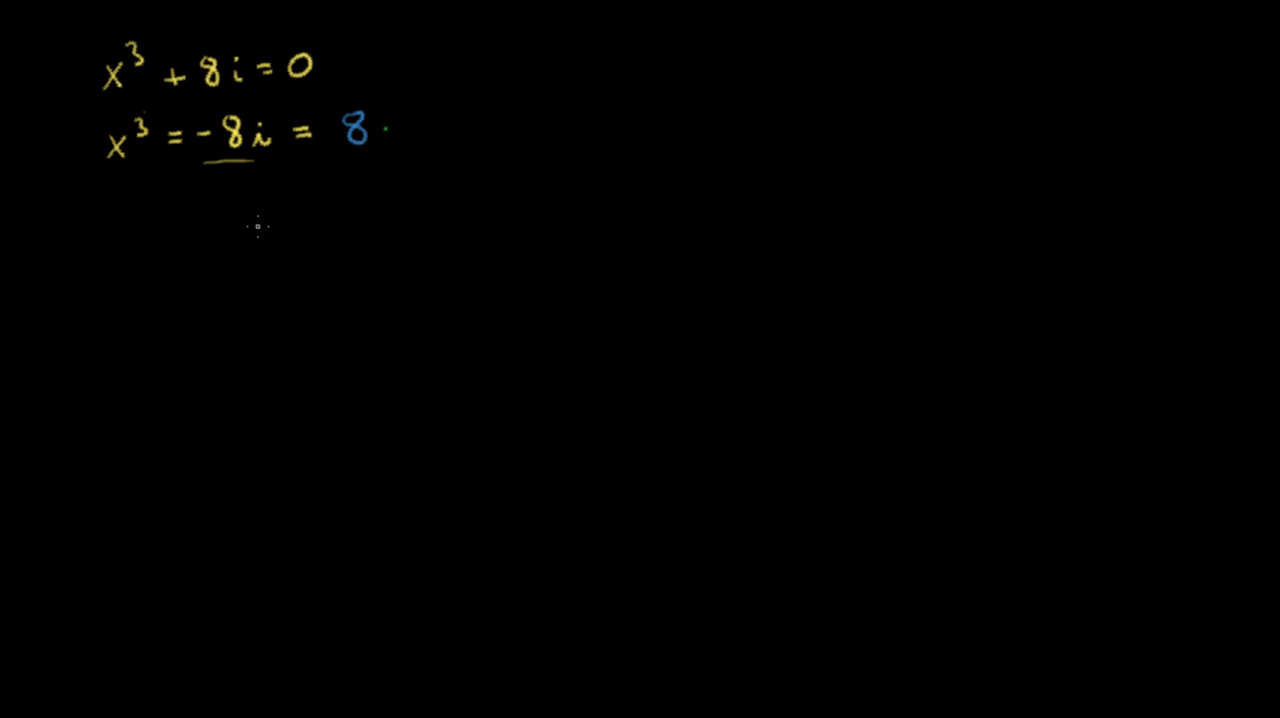 x³ + 8i = 0
x³ = -8i = 8 ·